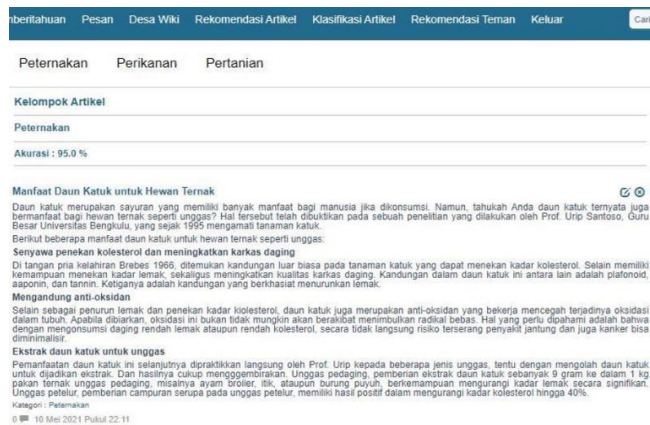 nberitahuan Pesan Desa Wiki Rekomendasi Artikel Klasifikasi Artikel Rekomendasi Teman Keluar Cari
Peternakan Perikanan Pertanian
Kelompok Artikel
Peternakan
Akurasi : 95.0 %
Manfaat Daun Katuk untuk Hewan Ternak
Daun katuk merupakan sayuran yang memiliki banyak manfaat bagi manusia jika dikonsumsi. Namun, tahukah Anda daun katuk ternyata juga
bermanfaat bagi hewan ternak seperti unggas? Hal tersebut telah dibuktikan pada sebuah penelitian yang dilakukan oleh Prof. Urip Santoso, Guru
Besar Universitas Bengkulu, yang sejak 1995 mengamati tanaman katuk.
Berikut beberapa manfaat daun katuk untuk hewan ternak seperti unggas:
Senyawa penekan kolesterol dan meningkatkan karkas daging
Di tangan pria kelahiran Brebes 1966, ditemukan kandungan luar biasa pada tanaman katuk yang dapat menekan kadar kolesterol. Selain memiliki
kemampuan menekan kadar lemak, sekaligus meningkatkan kualitas karkas daging. Kandungan dalam daun katuk ini antara lain adalah plafonoid,
aaponin, dan tannin. Ketiganya adalah kandungan yang berkhasiat menurunkan lemak.
Mengandung anti-oksidan
Selain sebagai penurun lemak dan penekan kadar kiolesterol, daun katuk juga merupakan anti-oksidan yang bekerja mencegah terjadinya oksidasi
dalam tubuh. Apabila dibiarkan, oksidasi ini bukan tidak mungkin akan berakibat menimbulkan radikal bebas. Hal yang perlu dipahami adalah bahwa
dengan mengonsumsi daging rendah lemak ataupun rendah kolesterol, secara tidak langsung risiko terserang penyakit jantung dan juga kanker bisa
diminimalisir.
Ekstrak daun katuk untuk unggas
Pemanfaatan daun katuk ini selanjutnya dipraktikkan langsung oleh Prof. Urip kepada beberapa jenis unggas, tentu dengan mengolah daun katuk
untuk dijadikan ekstrak. Dan hasilnya cukup mengggembirakan. Unggas pedaging, pemberian ekstrak daun katuk sebanyak 9 gram ke dalam 1 kg
pakan ternak unggas pedaging, misalnya ayam broiler, itik, ataupun burung puyuh, berkemampuan mengurangi kadar lemak secara signifikan.
Unggas petelur, pemberian campuran serupa pada unggas petelur, memiliki hasil positif dalam mengurangi kadar kolesterol hingga 40%.
Kategori : Peternakan
0 10 Mei 2021 Pukul 22:11